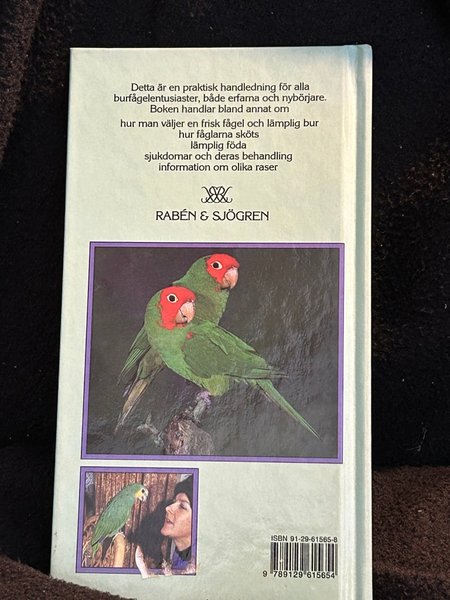 Detta är en praktisk handledning för alla
burfågelentusiaster, både erfarna och nybörjare.
Boken handlar bland annat om
hur man väljer en frisk fågel och lämplig bur
hur fåglarna sköts
lämplig föda
sjukdomar och deras behandling
information om olika raser
RABÉN & SJÖGREN
ISBN 91-29-61565-8
9 789129 615654